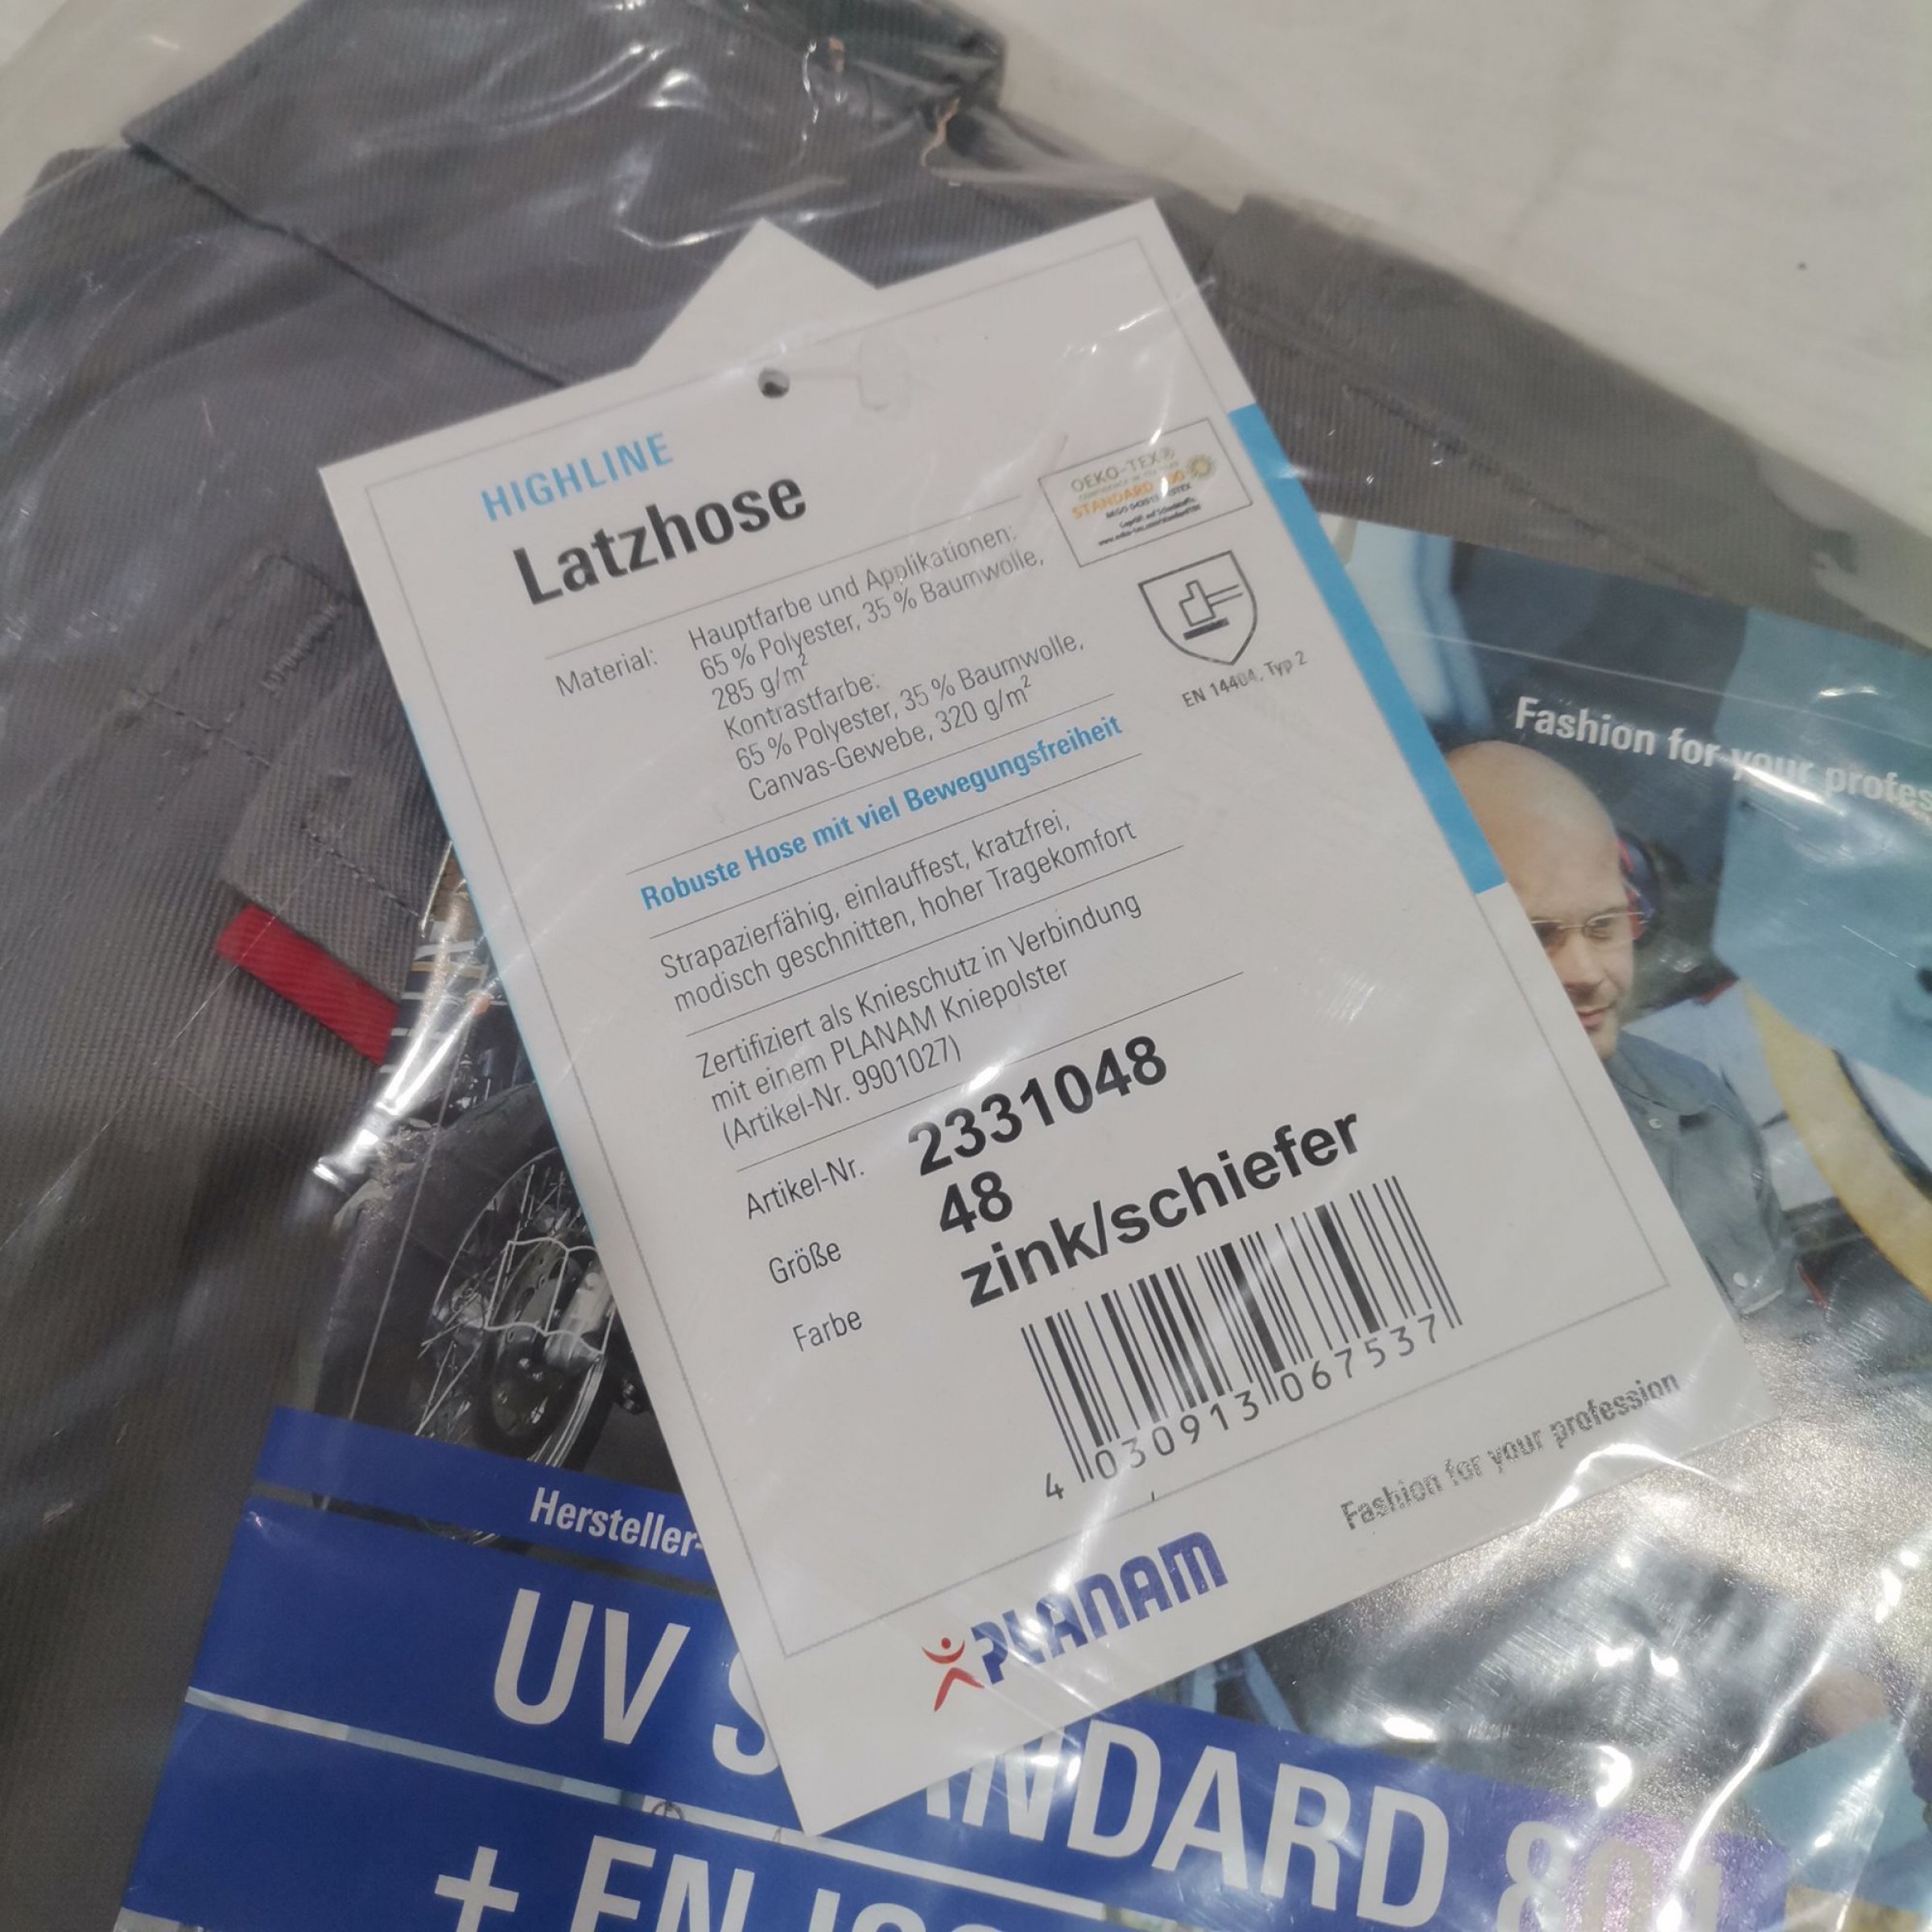 HIGHLINE
Latzhose
OEKO-TEX®
STANDARD 100
Material:
Hauptfarbe und Applikationen:
65 % Polyester, 35 % Baumwolle,
285 g/m²
Kontrastfarbe:
65 % Polyester, 35 % Baumwolle,
Canvas-Gewebe, 320 g/m²
EN 14404, Typ 2
Robuste Hose mit viel Bewegungsfreiheit
Strapazierfähig, einlauffest, kratzfrei,
modisch geschnitten, hoher Tragekomfort
Zertifiziert als Knieschutz in Verbindung
mit einem PLANAM Kniepolster
(Artikel-Nr. 9901027)
Artikel-Nr. 2331048
Größe 48
Farbe zink/schiefer
4 030913 067537
PLANAM
Fashion for your profession
Fashion for your profes
Hersteller-
UV S NDARD 801
+ EN ISO